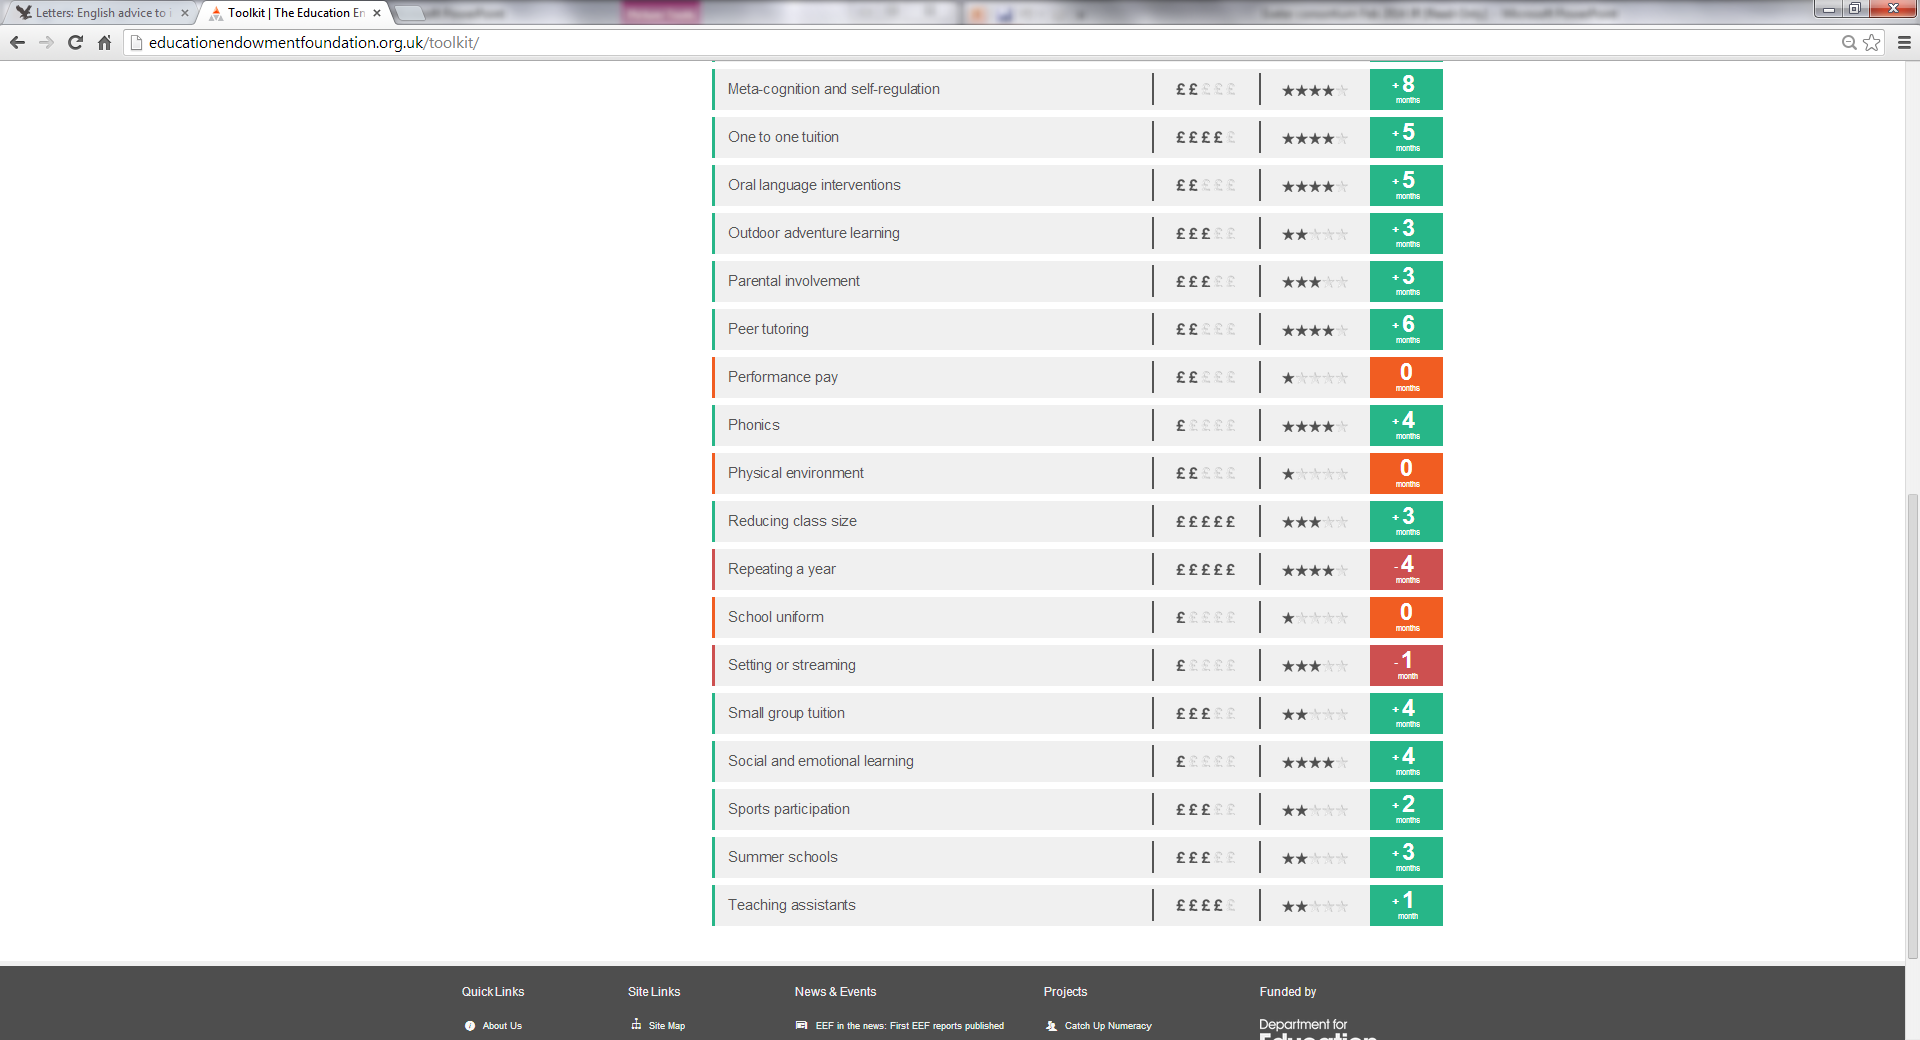 Letters: English advice to i
Toolkit | The Education En
educationendowmentfoundation.org.uk/toolkit/
Meta-cognition and self-regulation £££££ ★★★★★ +8 months
One to one tuition £££££ ★★★★★ +5 months
Oral language interventions £££££ ★★★★★ +5 months
Outdoor adventure learning £££££ ★★★★★ +3 months
Parental involvement £££££ ★★★★★ +3 months
Peer tutoring £££££ ★★★★★ +6 months
Performance pay £££££ ★★★★★ 0 months
Phonics £££££ ★★★★★ +4 months
Physical environment £££££ ★★★★★ 0 months
Reducing class size £££££ ★★★★★ +3 months
Repeating a year £££££ ★★★★★ -4 months
School uniform £££££ ★★★★★ 0 months
Setting or streaming £££££ ★★★★★ -1 month
Small group tuition £££££ ★★★★★ +4 months
Social and emotional learning £££££ ★★★★★ +4 months
Sports participation £££££ ★★★★★ +2 months
Summer schools £££££ ★★★★★ +3 months
Teaching assistants £££££ ★★★★★ +1 month
Quick Links
About Us
Site Links
Site Map
News & Events
EEF in the news: First EEF reports published
Projects
Catch Up Numeracy
Funded by
Department for
Education